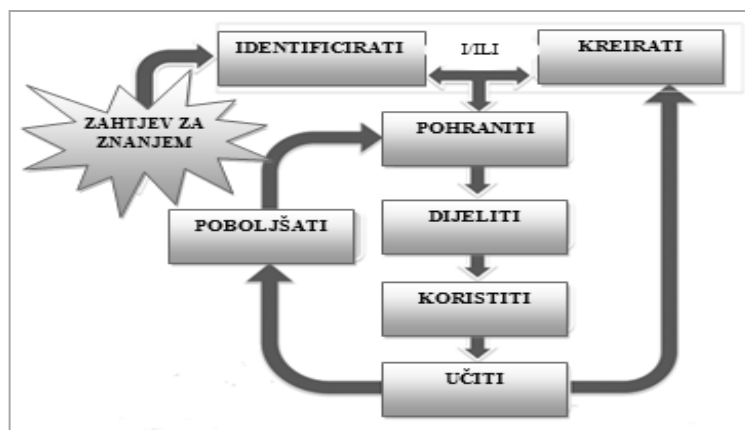 IDENTIFICIRATI
I/ILI
KREIRATI
ZAHTJEV ZA
ZNANJEM
POHRANITI
POBOLJŠATI
DIJELITI
KORISTITI
UČITI